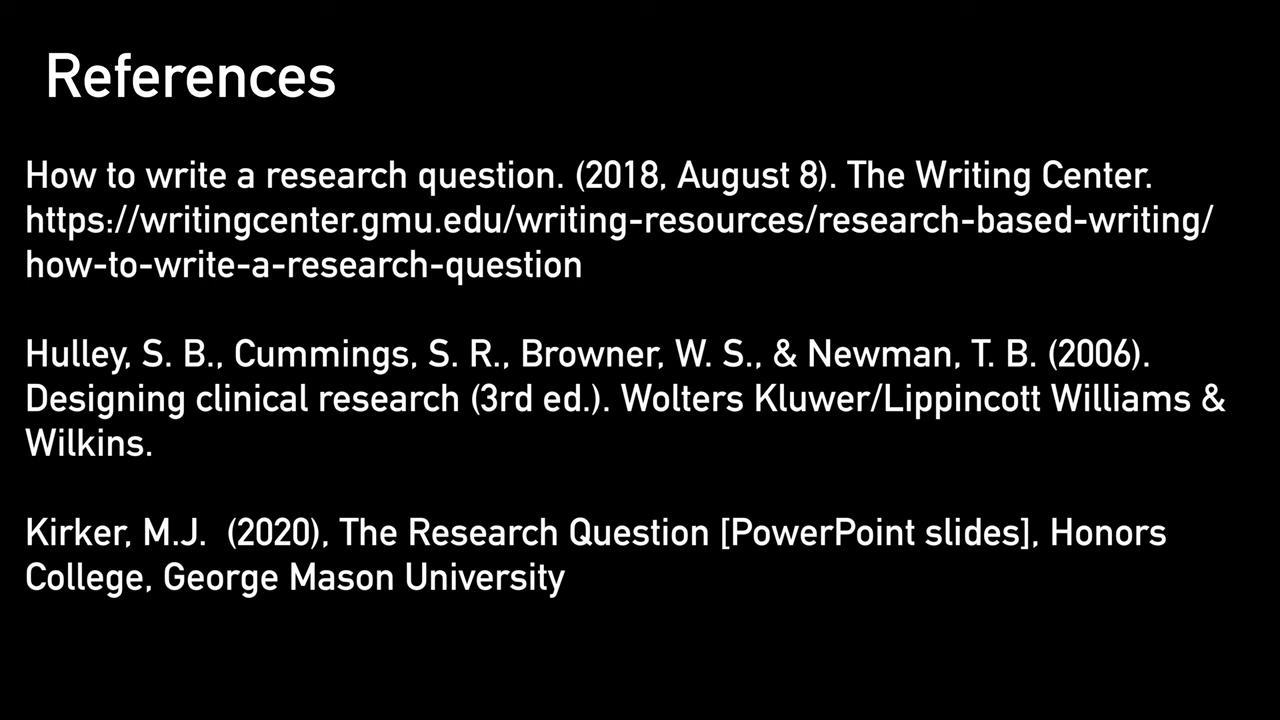 References
How to write a research question. (2018, August 8). The Writing Center.
https://writingcenter.gmu.edu/writing-resources/research-based-writing/
how-to-write-a-research-question
Hulley, S. B., Cummings, S. R., Browner, W. S., & Newman, T. B. (2006).
Designing clinical research (3rd ed.). Wolters Kluwer/Lippincott Williams &
Wilkins.
Kirker, M.J.  (2020), The Research Question [PowerPoint slides], Honors
College, George Mason University